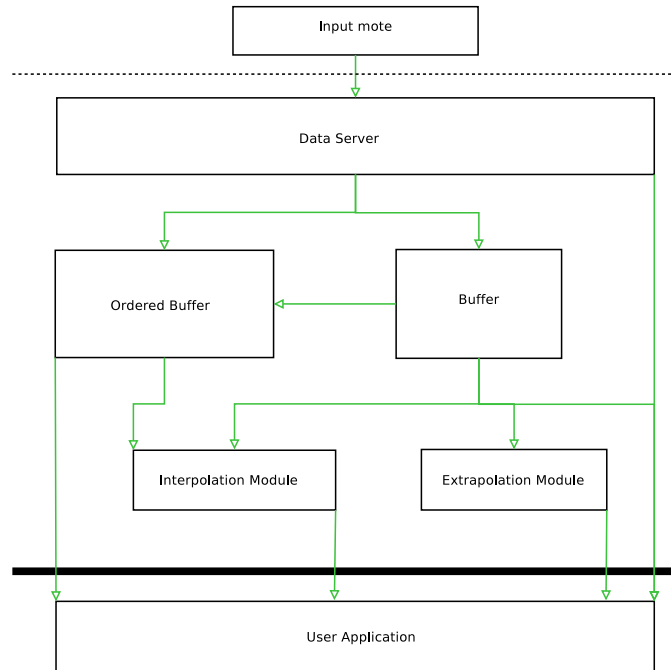 Input mote
Data Server
Ordered Buffer
Buffer
Interpolation Module
Extrapolation Module
User Application